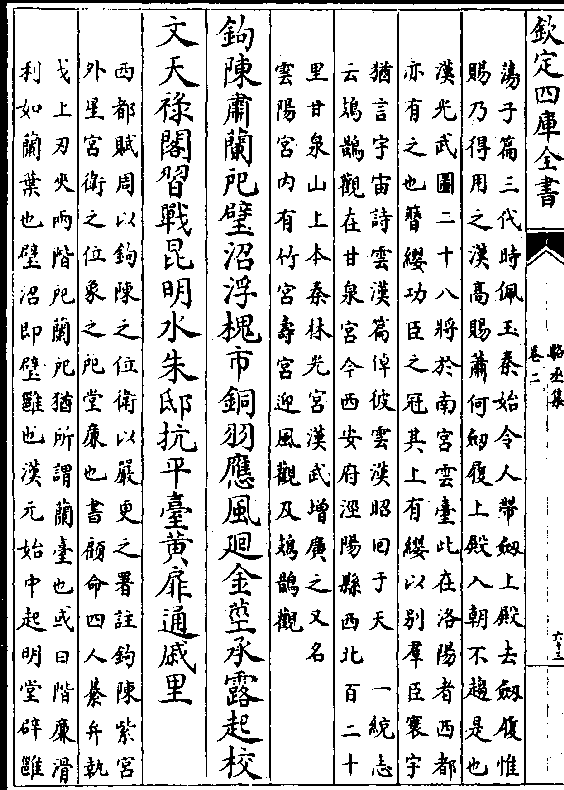 欽定四庫全書
駱丞集
卷二
六十三
蕩子篇三代時佩玉秦始令人帶劒上殿去劒履惟
賜乃得用之漢高賜蕭何劒履上殿入朝不趨是也
漢光武圖二十八將於南宮雲臺此在洛陽者西都
亦有之也簪纓功臣之冠其上有纓以别羣臣寰宇
猶言宇宙詩雲漢篇倬彼雲漢昭回于天 一統志
云鳷鵲觀在甘泉宮今西安府涇陽縣西北百二十
里甘泉山上本秦林光宮漢武增廣之又名
雲陽宮内有竹宮壽宮迎風觀及鳷鵲觀
鉤陳肅蘭戺璧沼浮槐市銅羽應風廻金莖承露起校
文天禄閣習戰昆明水朱邸抗平臺黄扉通戚里
西都賦周以鉤陳之位衛以嚴更之署註鉤陳紫宮
外星宮衛之位象之戺堂廉也書顧命四人綦弁執
戈上刃夾兩階戺蘭戺猶所謂蘭臺也或曰階廉滑
利如蘭葉也璧沼即璧雝也漢元始中起明堂辟雝